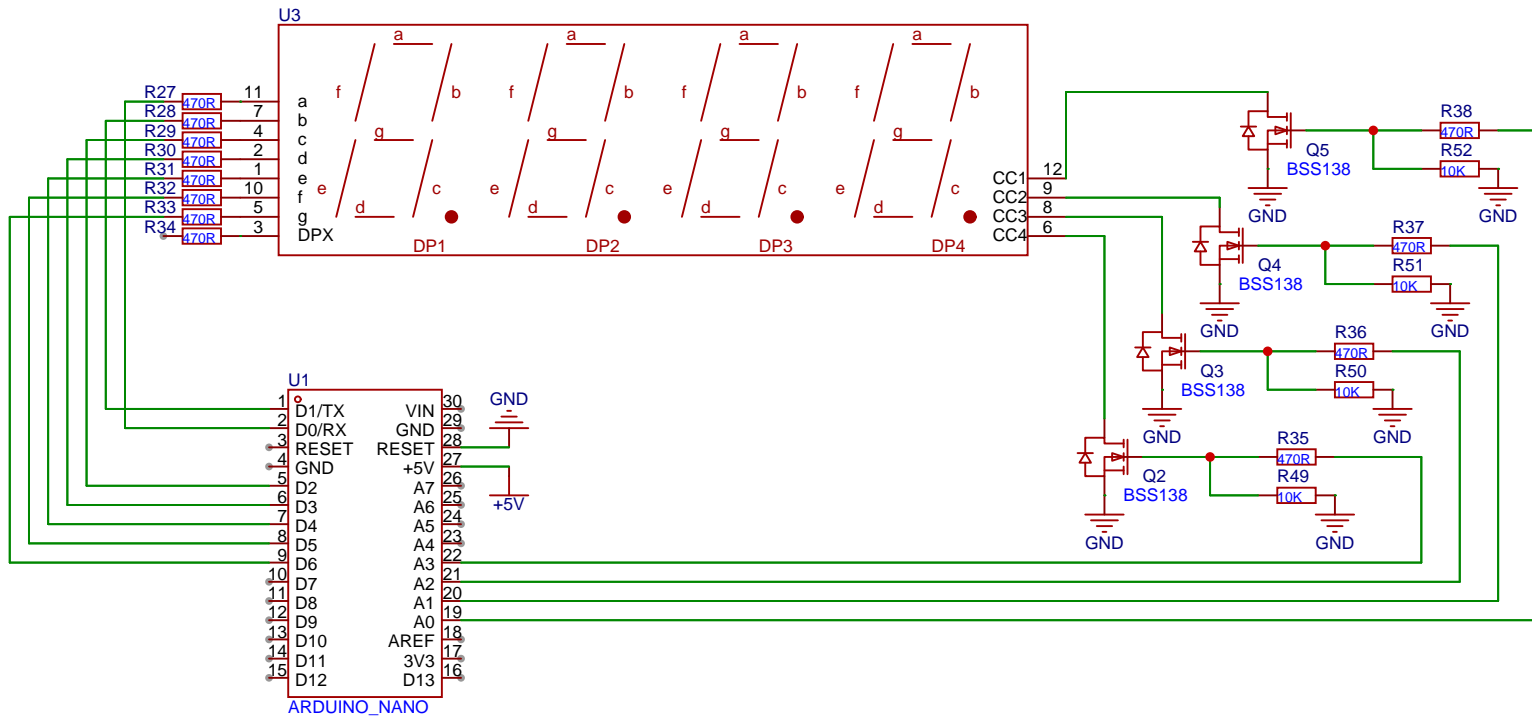 U3
a a a a
f b f b f b f b
g g g g
e c e c e c e c
d d d d
DP1 DP2 DP3 DP4
R27 470R 11 a
R28 470R 7 b
R29 470R 4 c
R30 470R 2 d
R31 470R 1 e
R32 470R 10 f
R33 470R 5 g
R34 470R 3 DPX
CC1 12
CC2 9
CC3 8
CC4 6
Q5
BSS138
GND
R38
470R
R52
10K
GND
Q4
BSS138
GND
R37
470R
R51
10K
GND
Q3
BSS138
GND
R36
470R
R50
10K
GND
Q2
BSS138
GND
R35
470R
R49
10K
GND
U1
1 D1/TX VIN 30
2 D0/RX GND 29
3 RESET RESET 28
4 GND +5V 27
5 D2 A7 26
6 D3 A6 25
7 D4 A5 24
8 D5 A4 23
9 D6 A3 22
10 D7 A2 21
11 D8 A1 20
12 D9 A0 19
13 D10 AREF 18
14 D11 3V3 17
15 D12 D13 16
ARDUINO_NANO
GND
+5V